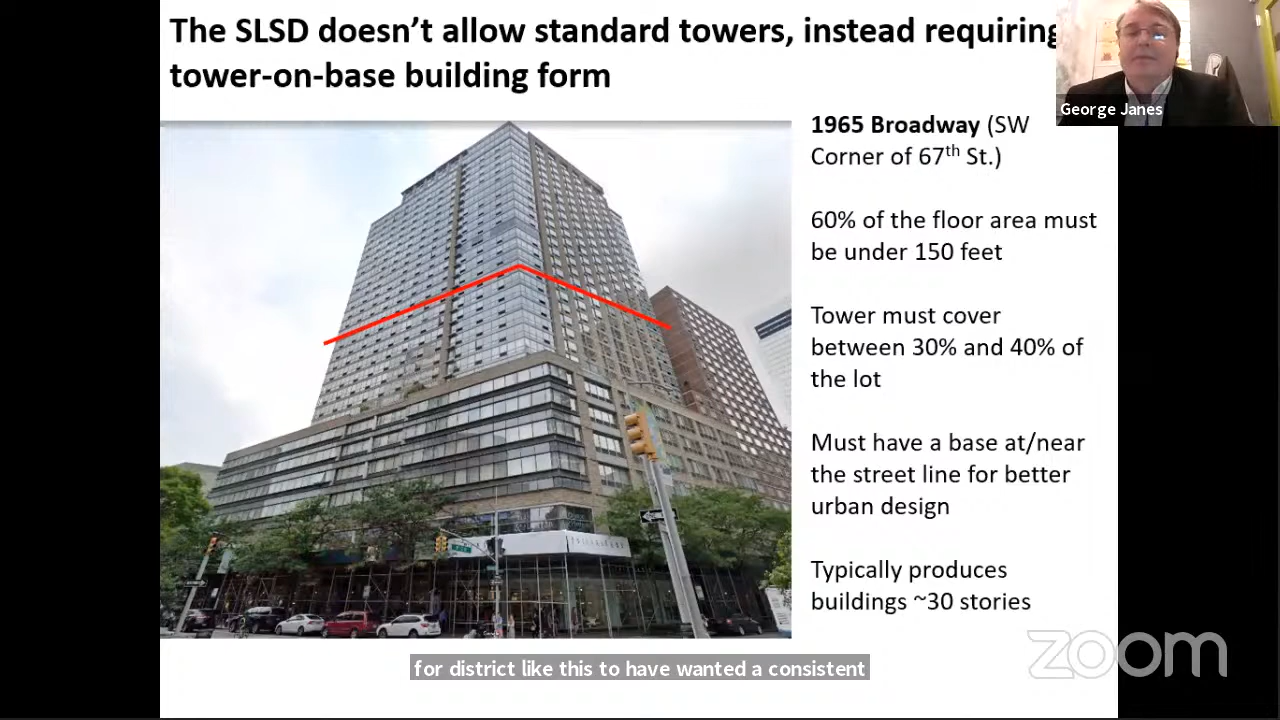 The SLSD doesn’t allow standard towers, instead requiring
tower-on-base building form
George Janes
1965 Broadway (SW
Corner of 67th St.)
60% of the floor area must
be under 150 feet
Tower must cover
between 30% and 40% of
the lot
Must have a base at/near
the street line for better
urban design
Typically produces
buildings ~30 stories
zoom
for district like this to have wanted a consistent